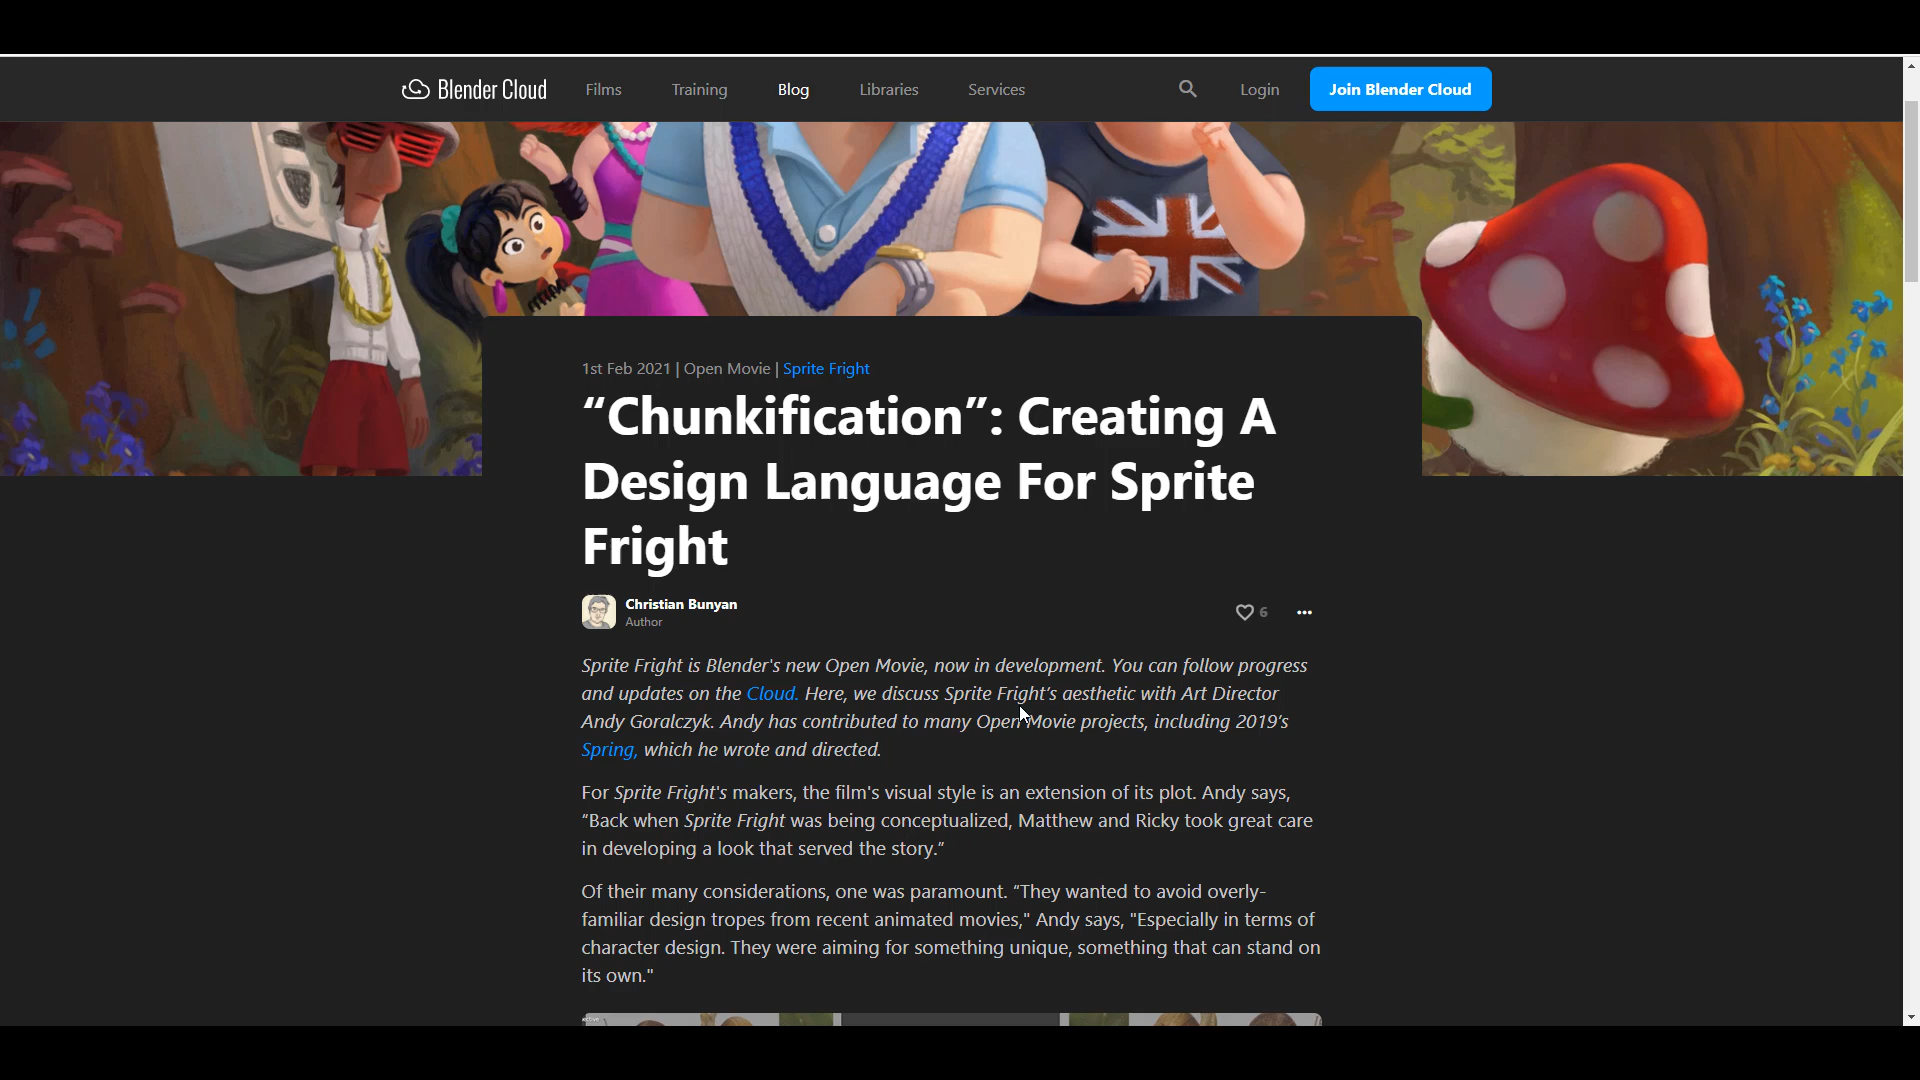 Blender Cloud Films Training Blog Libraries Services Login Join Blender Cloud
1st Feb 2021 | Open Movie | Sprite Fright
“Chunkification”: Creating A
Design Language For Sprite
Fright
Christian Bunyan
Author
6
Sprite Fright is Blender's new Open Movie, now in development. You can follow progress
and updates on the Cloud. Here, we discuss Sprite Fright’s aesthetic with Art Director
Andy Goralczyk. Andy has contributed to many Open Movie projects, including 2019’s
Spring, which he wrote and directed.
For Sprite Fright's makers, the film's visual style is an extension of its plot. Andy says,
“Back when Sprite Fright was being conceptualized, Matthew and Ricky took great care
in developing a look that served the story.”
Of their many considerations, one was paramount. “They wanted to avoid overly-
familiar design tropes from recent animated movies," Andy says, "Especially in terms of
character design. They were aiming for something unique, something that can stand on
its own."